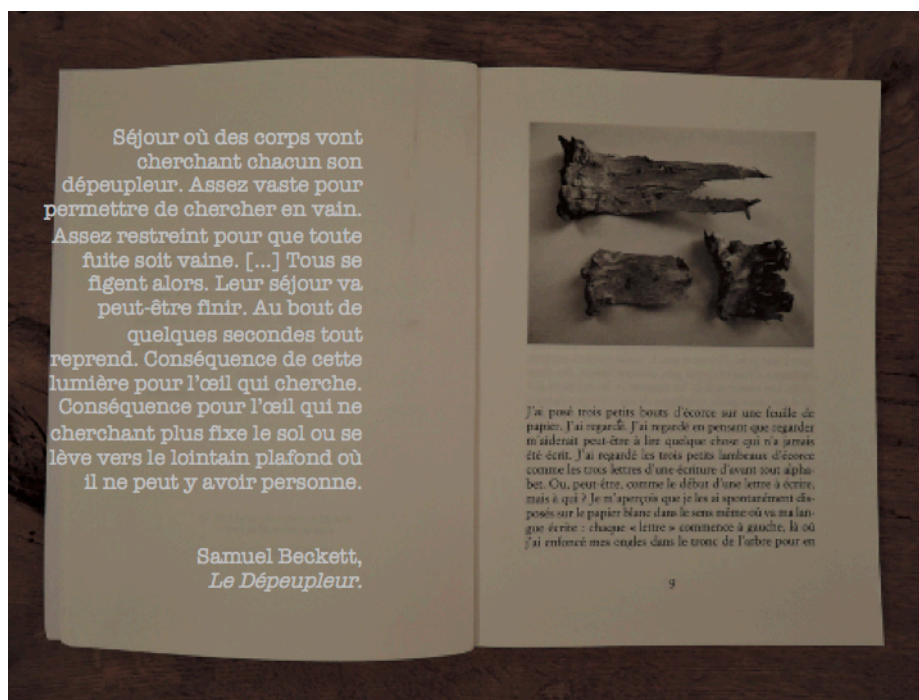 Séjour où des corps vont
cherchant chacun son
dépeupleur. Assez vaste pour
permettre de chercher en vain.
Assez restreint pour que toute
fuite soit vaine. [...] Tous se
figent alors. Leur séjour va
peut-être finir. Au bout de
quelques secondes tout
reprend. Conséquence de cette
lumière pour l'œil qui cherche.
Conséquence pour l'œil qui ne
cherchant plus fixe le sol ou se
lève vers le lointain plafond où
il ne peut y avoir personne.
Samuel Beckett,
Le Dépeupleur.
J'ai posé trois petits bouts d'écorce sur une feuille de
papier. J'ai regardé. J'ai regardé en pensant que regarder
m'aiderait peut-être à lire quelque chose qui n'a jamais
été écrit. J'ai regardé les trois petits lambeaux d'écorce
comme les trois lettres d'une écriture d'avant tout alpha-
bet. Ou, peut-être, comme le début d'une lettre à écrire,
mais à qui ? Je m'aperçois que je les ai spontanément dis-
posés sur le papier blanc dans le sens même où va ma lan-
gue écrite : chaque « lettre » commence à gauche, là où
j'ai enfoncé mes ongles dans le tronc de l'arbre pour en
9